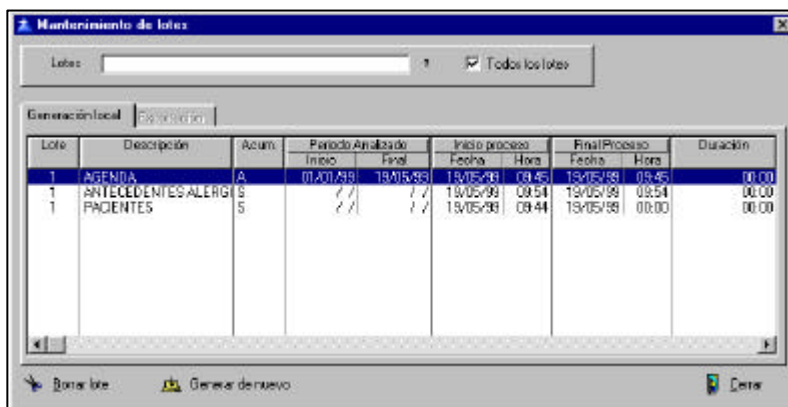 Mantenimiento de lotes
Lotes ? Todos los lotes
Generación local Exportación
Lote Descripción Acum. Periodo Analizado Inicio proceso Final Proceso Duración
Inicio Final Fecha Hora Fecha Hora
1 AGENDA A 01/01/99 19/05/99 19/05/99 09:45 19/05/99 09:45 00:00
1 ANTECEDENTES ALERGI S / / / / 19/05/99 09:54 19/05/99 09:54 00:00
1 PACIENTES S / / / / 19/05/99 09:44 19/05/99 00:00 00:00
Borrar lote Generar de nuevo Cerrar